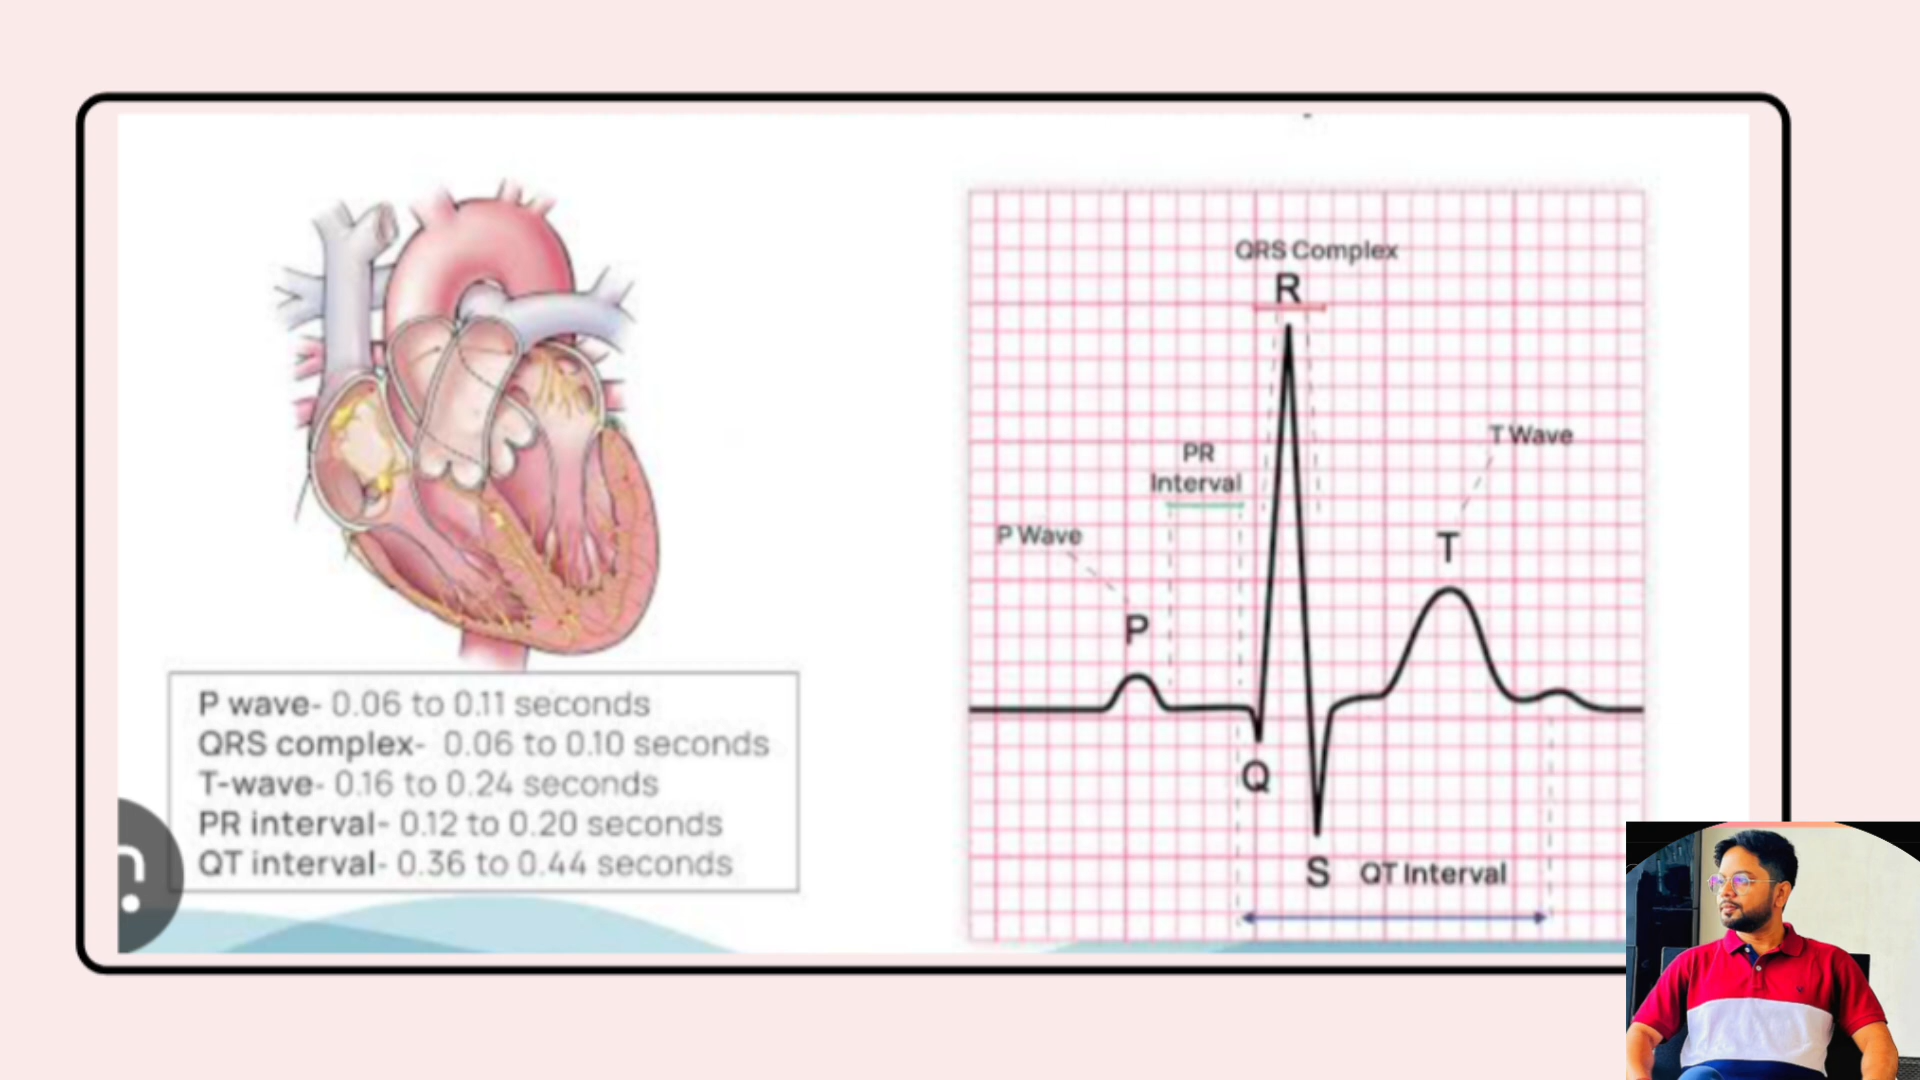 P wave- 0.06 to 0.11 seconds
QRS complex- 0.06 to 0.10 seconds
T-wave- 0.16 to 0.24 seconds
PR interval- 0.12 to 0.20 seconds
QT interval- 0.36 to 0.44 seconds
QRS Complex
R
T Wave
PR
Interval
P Wave
T
P
Q
S
QT Interval